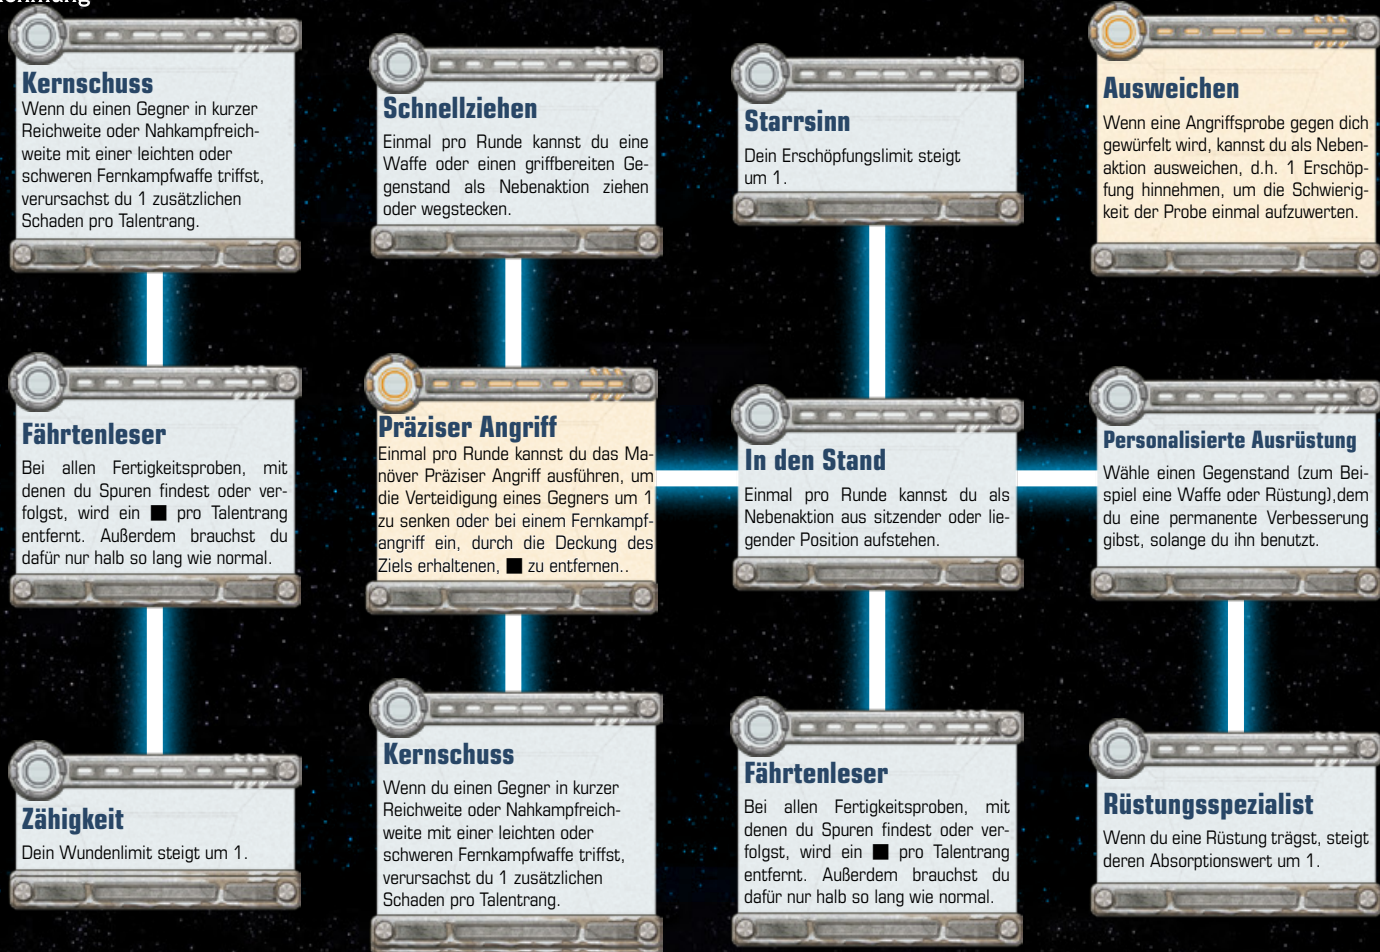 Kernschuss
Wenn du einen Gegner in kurzer
Reichweite oder Nahkampfreich-
weite mit einer leichten oder
schweren Fernkampfwaffe triffst,
verursachst du 1 zusätzlichen
Schaden pro Talentrang.
Schnellziehen
Einmal pro Runde kannst du eine
Waffe oder einen griffbereiten Ge-
genstand als Nebenaktion ziehen
oder wegstecken.
Starrsinn
Dein Erschöpfungslimit steigt
um 1.
Ausweichen
Wenn eine Angriffsprobe gegen dich
gewürfelt wird, kannst du als Neben-
aktion ausweichen, d.h. 1 Erschöp-
fung hinnehmen, um die Schwierig-
keit der Probe einmal aufzuwerten.
Fährtenleser
Bei allen Fertigkeitsproben, mit
denen du Spuren findest oder ver-
folgst, wird ein ■ pro Talentrang
entfernt. Außerdem brauchst du
dafür nur halb so lang wie normal.
Präziser Angriff
Einmal pro Runde kannst du das Ma-
növer Präziser Angriff ausführen, um
die Verteidigung eines Gegners um 1
zu senken oder bei einem Fernkampf-
angriff ein, durch die Deckung des
Ziels erhaltenen, ■ zu entfernen..
In den Stand
Einmal pro Runde kannst du als
Nebenaktion aus sitzender oder lie-
gender Position aufstehen.
Personalisierte Ausrüstung
Wähle einen Gegenstand (zum Bei-
spiel eine Waffe oder Rüstung),dem
du eine permanente Verbesserung
gibst, solange du ihn benutzt.
Zähigkeit
Dein Wundenlimit steigt um 1.
Kernschuss
Wenn du einen Gegner in kurzer
Reichweite oder Nahkampfreich-
weite mit einer leichten oder
schweren Fernkampfwaffe triffst,
verursachst du 1 zusätzlichen
Schaden pro Talentrang.
Fährtenleser
Bei allen Fertigkeitsproben, mit
denen du Spuren findest oder ver-
folgst, wird ein ■ pro Talentrang
entfernt. Außerdem brauchst du
dafür nur halb so lang wie normal.
Rüstungsspezialist
Wenn du eine Rüstung trägst, steigt
deren Absorptionswert um 1.